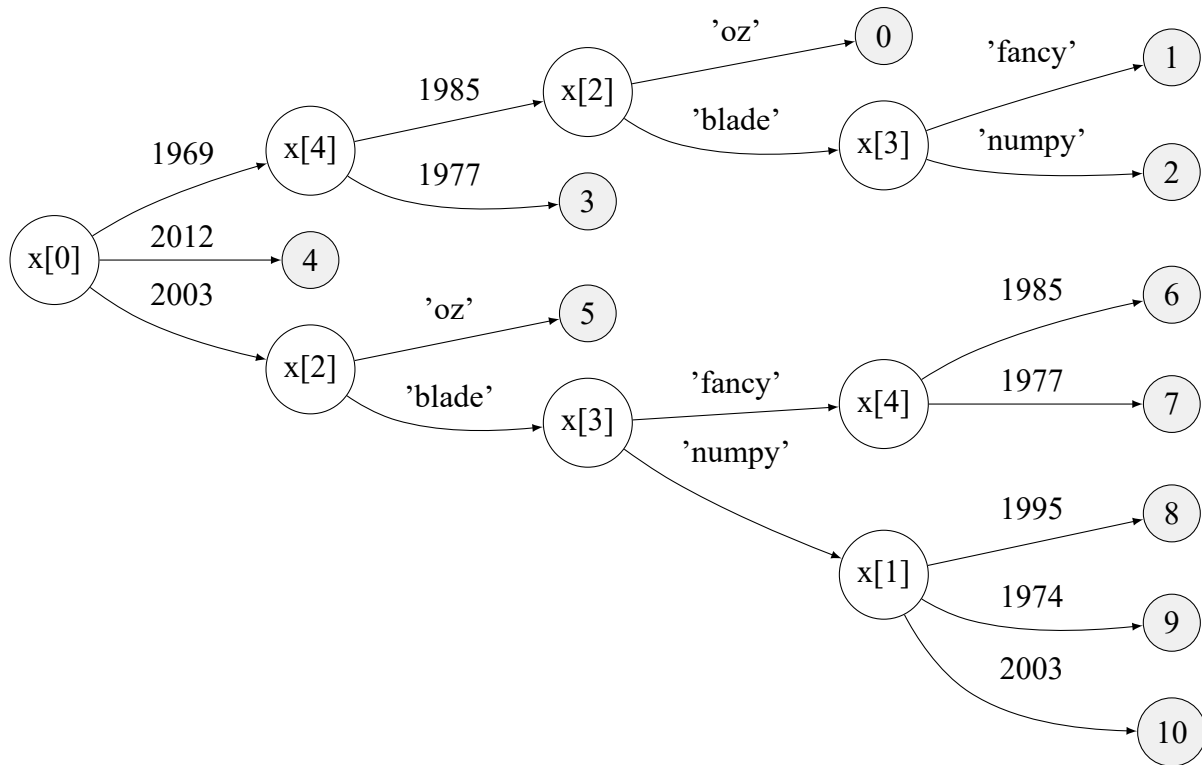 ’oz’
0
’fancy’
1
1985
x[2]
’blade’
x[3]
’numpy’
2
1969
x[4]
1977
3
x[0]
2012
4
2003
’oz’
5
x[2]
’blade’
x[3]
’fancy’
x[4]
1985
6
1977
7
’numpy’
x[1]
1995
8
1974
9
2003
10